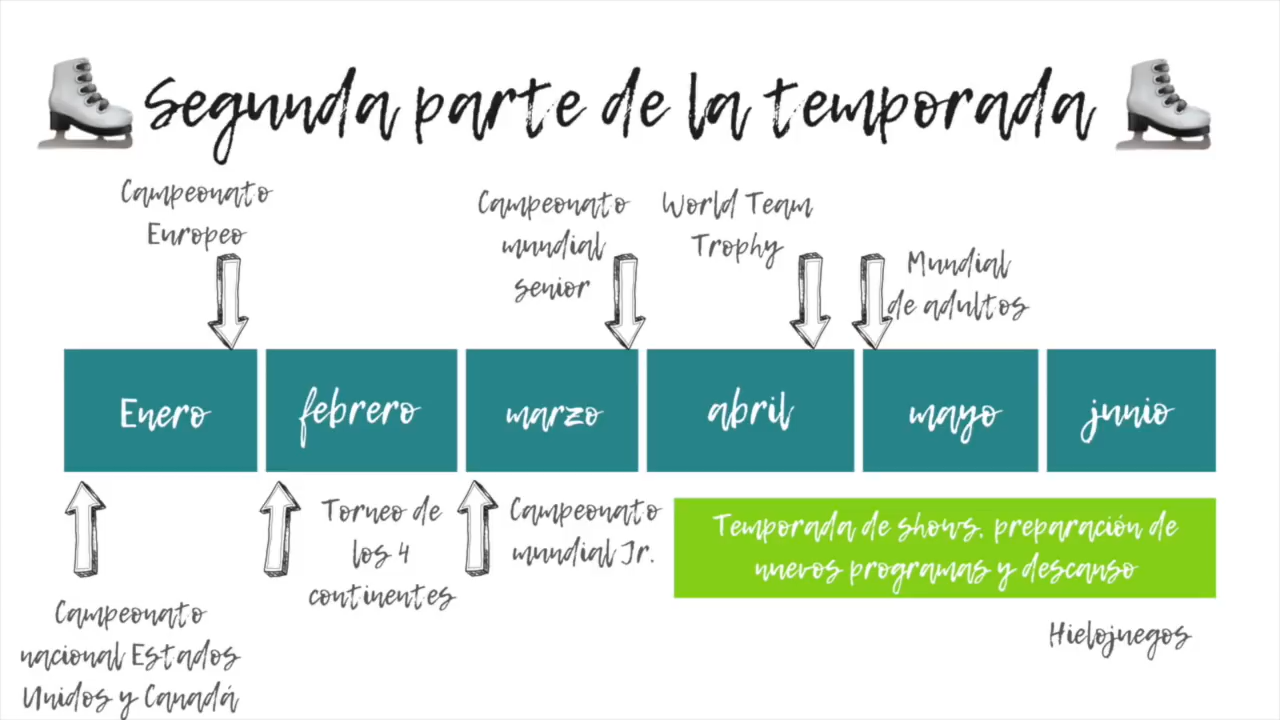 Segunda parte de la temporada
Campeonato
Europeo
Campeonato
mundial
senior
World Team
Trophy
Mundial
de adultos
Enero
febrero
marzo
abril
mayo
junio
Campeonato
nacional Estados
Unidos y Canadá
Torneo de
los 4
continentes
Campeonato
mundial Jr.
Temporada de shows, preparación de
nuevos programas y descanso
Hielojuegos